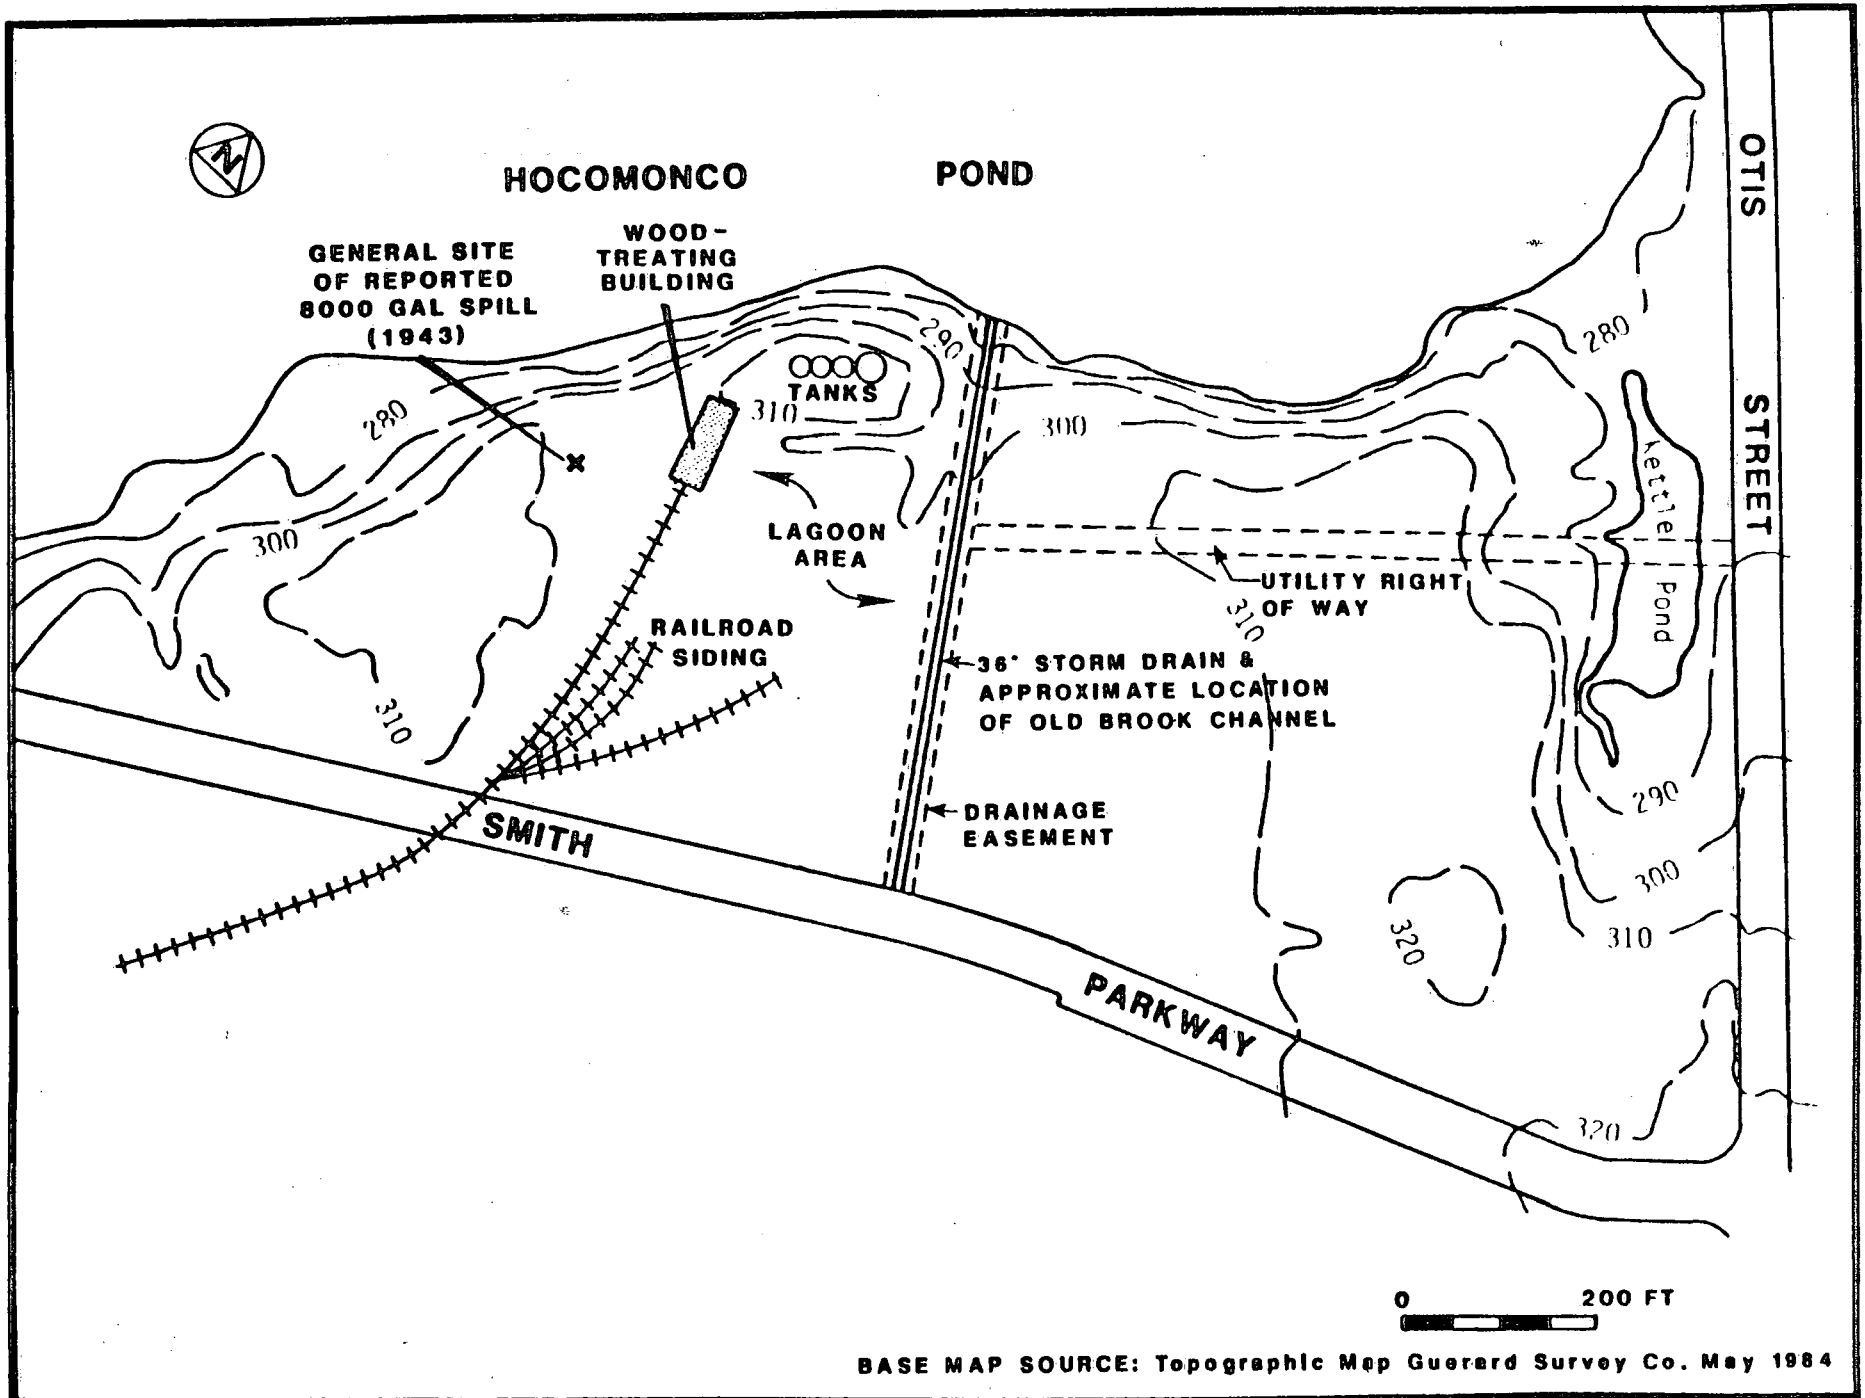 N
HOCOMONCO POND
GENERAL SITE
OF REPORTED
8000 GAL SPILL
(1943)
WOOD-
TREATING
BUILDING
OTIS STREET
TANKS
280
290
280
310
300
300
Kettle Pond
LAGOON
AREA
UTILITY RIGHT
OF WAY
310
RAILROAD
SIDING
36" STORM DRAIN &
APPROXIMATE LOCATION
OF OLD BROOK CHANNEL
310
290
DRAINAGE
EASEMENT
SMITH PARKWAY
300
310
320
320
0 200 FT
BASE MAP SOURCE: Topographic Map Guerard Survey Co. May 1984